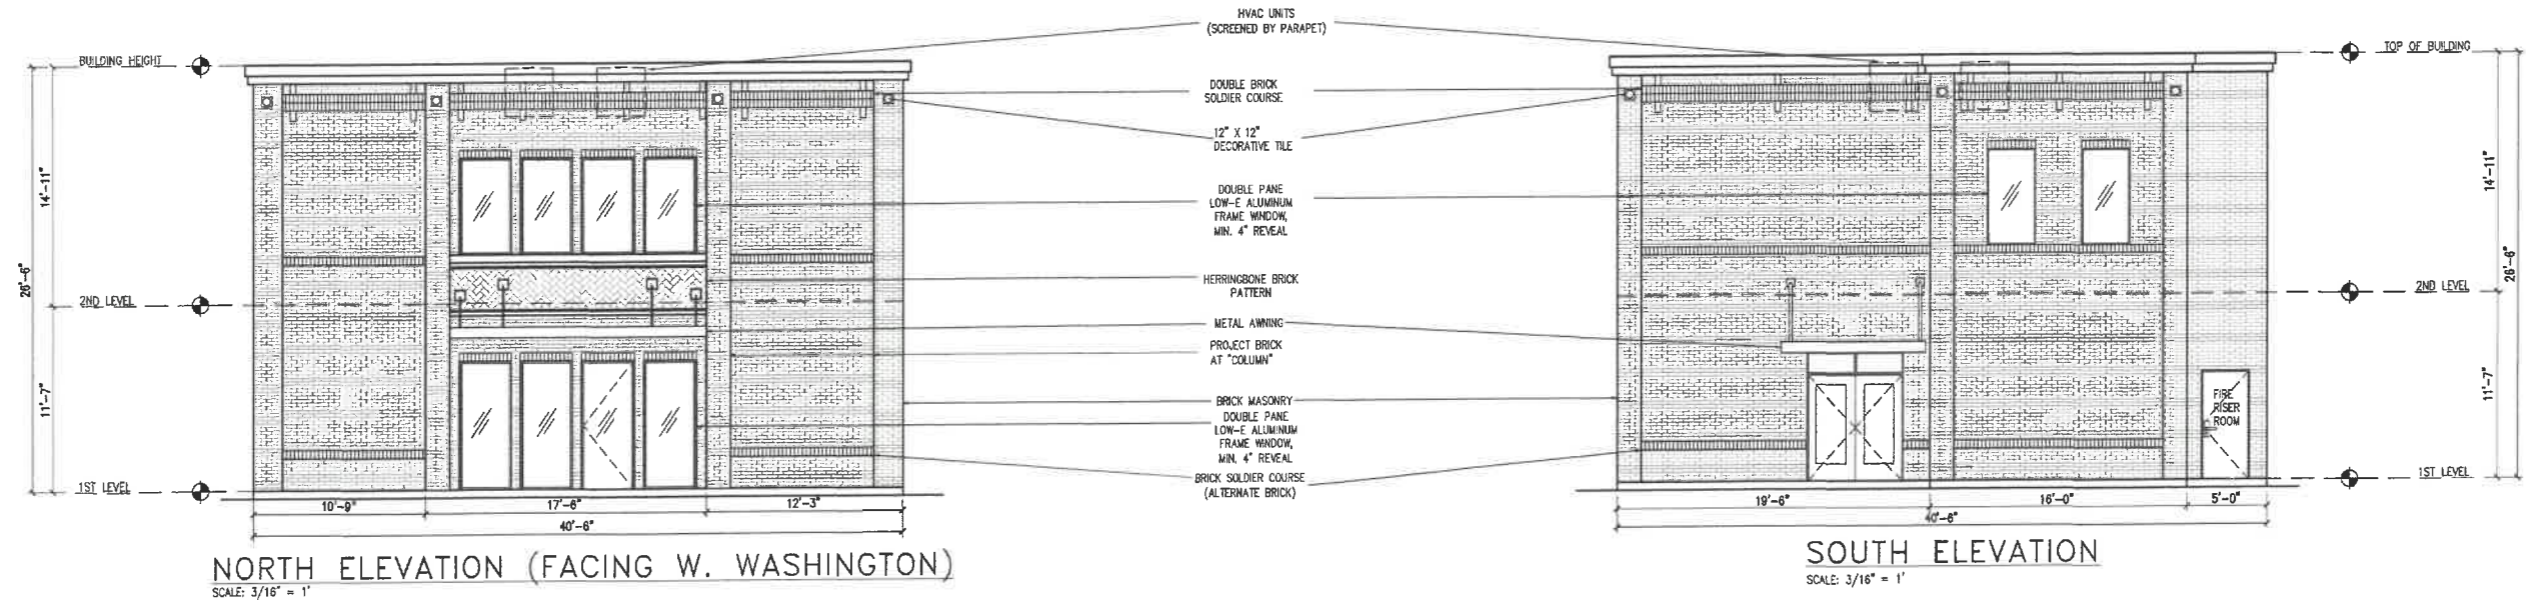 HVAC UNITS
(SCREENED BY PARAPET)
BUILDING HEIGHT
TOP OF BUILDING
DOUBLE BRICK
SOLDIER COURSE
12" X 12"
DECORATIVE TILE
14'-11"
14'-11"
DOUBLE PANE
LOW-E ALUMINUM
FRAME WINDOW,
MIN. 4" REVEAL
26'-6"
26'-6"
HERRINGBONE BRICK
PATTERN
2ND LEVEL
2ND LEVEL
METAL AWNING
PROJECT BRICK
AT "COLUMN"
11'-7"
11'-7"
BRICK MASONRY
DOUBLE PANE
LOW-E ALUMINUM
FRAME WINDOW,
MIN. 4" REVEAL
FIRE
RISER
ROOM
BRICK SOLDIER COURSE
(ALTERNATE BRICK)
1ST LEVEL
1ST LEVEL
10'-9"
17'-6"
12'-3"
40'-6"
19'-6"
16'-0"
5'-0"
40'-6"
NORTH ELEVATION (FACING W. WASHINGTON)
SCALE: 3/16" = 1'
SOUTH ELEVATION
SCALE: 3/16" = 1'